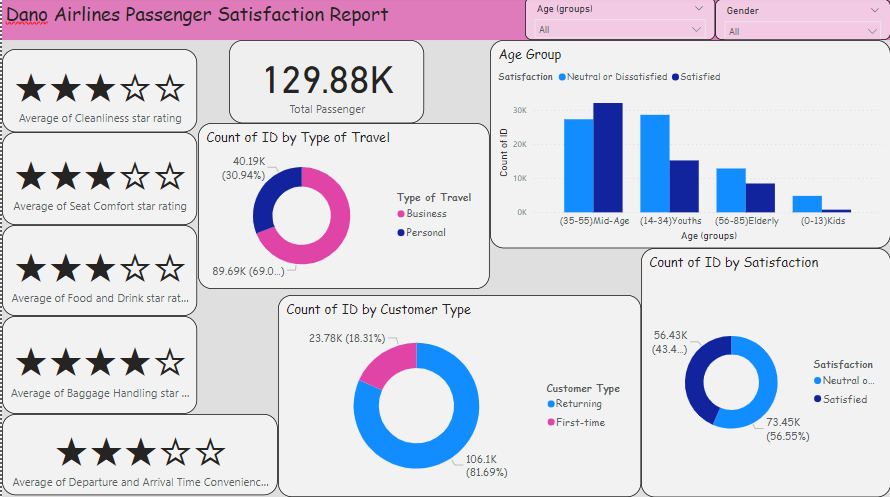 Dano Airlines Passenger Satisfaction Report
Age (groups)
All
Gender
All
★★★☆☆
Average of Cleanliness star rating
★★★☆☆
Average of Seat Comfort star rating
★★★☆☆
Average of Food and Drink star rat...
★★★★☆
Average of Baggage Handling star ...
★★★☆☆
Average of Departure and Arrival Time Convenienc...
129.88K
Total Passenger
Count of ID by Type of Travel
40.19K
(30.94%)
89.69K (69.0...)
Type of Travel
Business
Personal
Age Group
Satisfaction Neutral or Dissatisfied Satisfied
Count of ID
30K
20K
10K
0K
(35-55)Mid-Age (14-34)Youths (56-85)Elderly (0-13)Kids
Age (groups)
Count of ID by Customer Type
23.78K (18.31%)
106.1K
(81.69%)
Customer Type
Returning
First-time
Count of ID by Satisfaction
56.43K
(43.4...)
73.45K
(56.55%)
Satisfaction
Neutral o...
Satisfied